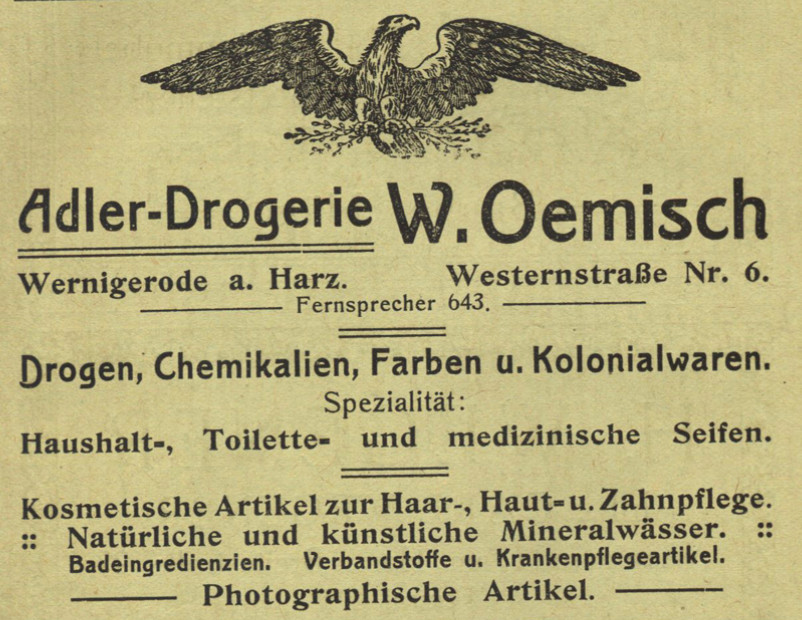 Adler-Drogerie W. Oemisch
Wernigerode a. Harz. Westernstraße Nr. 6.
Fernsprecher 643.
Drogen, Chemikalien, Farben u. Kolonialwaren.
Spezialität:
Haushalt-, Toilette- und medizinische Seifen.
Kosmetische Artikel zur Haar-, Haut- u. Zahnpflege.
:: Natürliche und künstliche Mineralwässer. ::
Badeingredienzien. Verbandstoffe u. Krankenpflegeartikel.
Photographische Artikel.